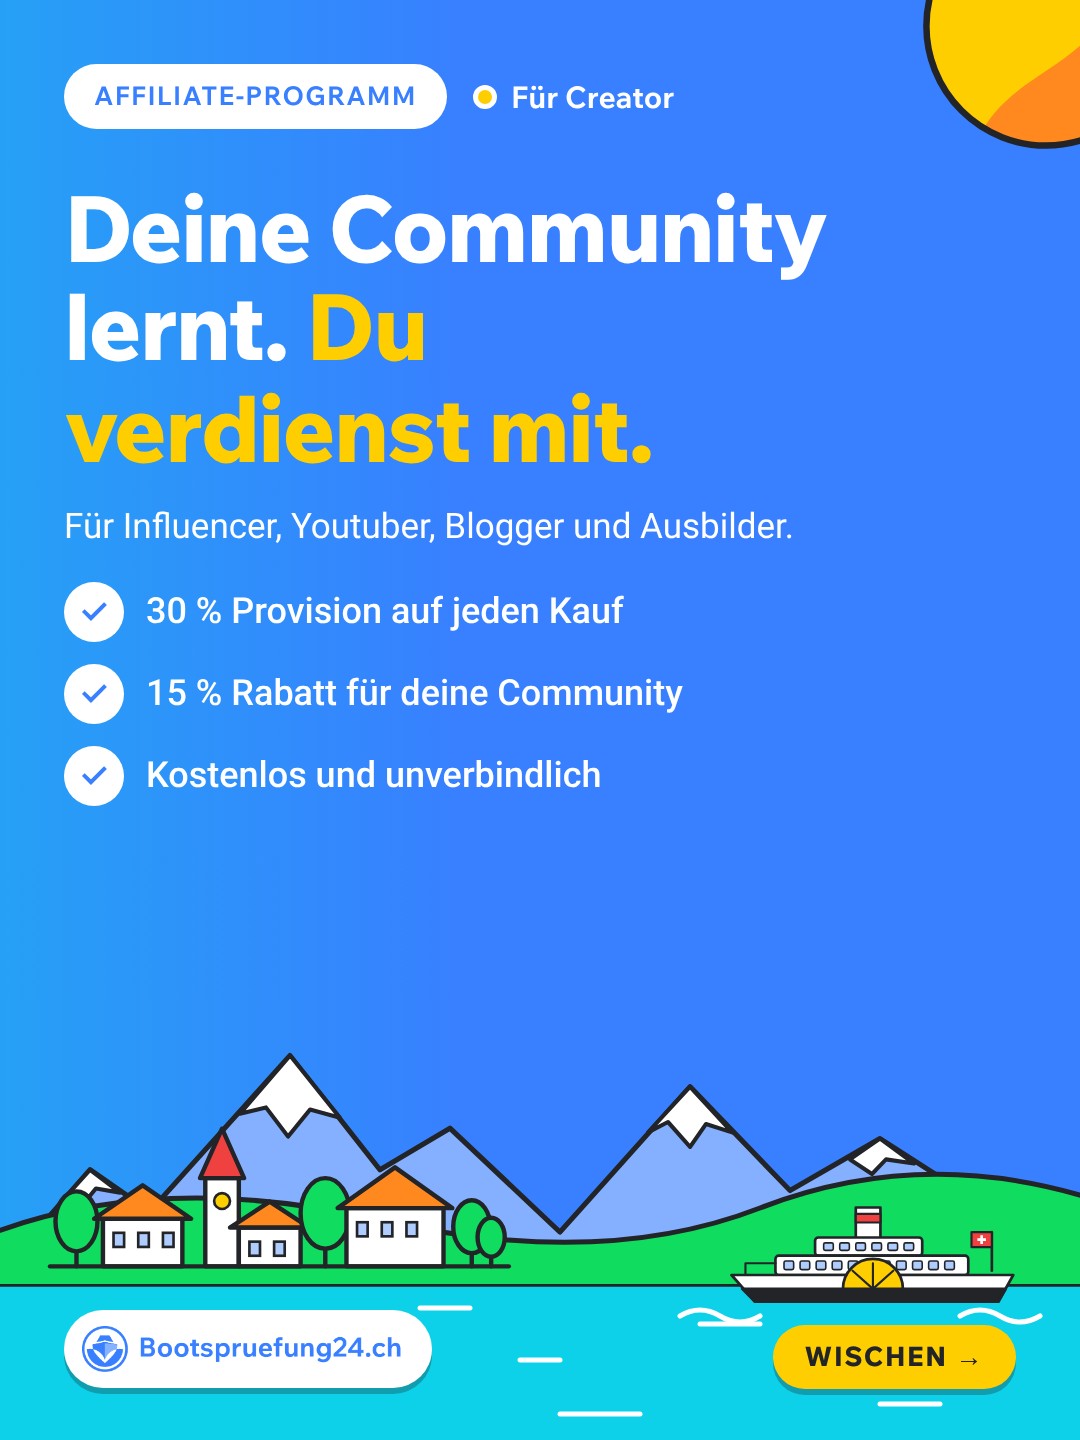 AFFILIATE-PROGRAMM
Für Creator
Deine Community
lernt. Du
verdienst mit.
Für Influencer, Youtuber, Blogger und Ausbilder.
30 % Provision auf jeden Kauf
15 % Rabatt für deine Community
Kostenlos und unverbindlich
Bootspruefung24.ch
WISCHEN →